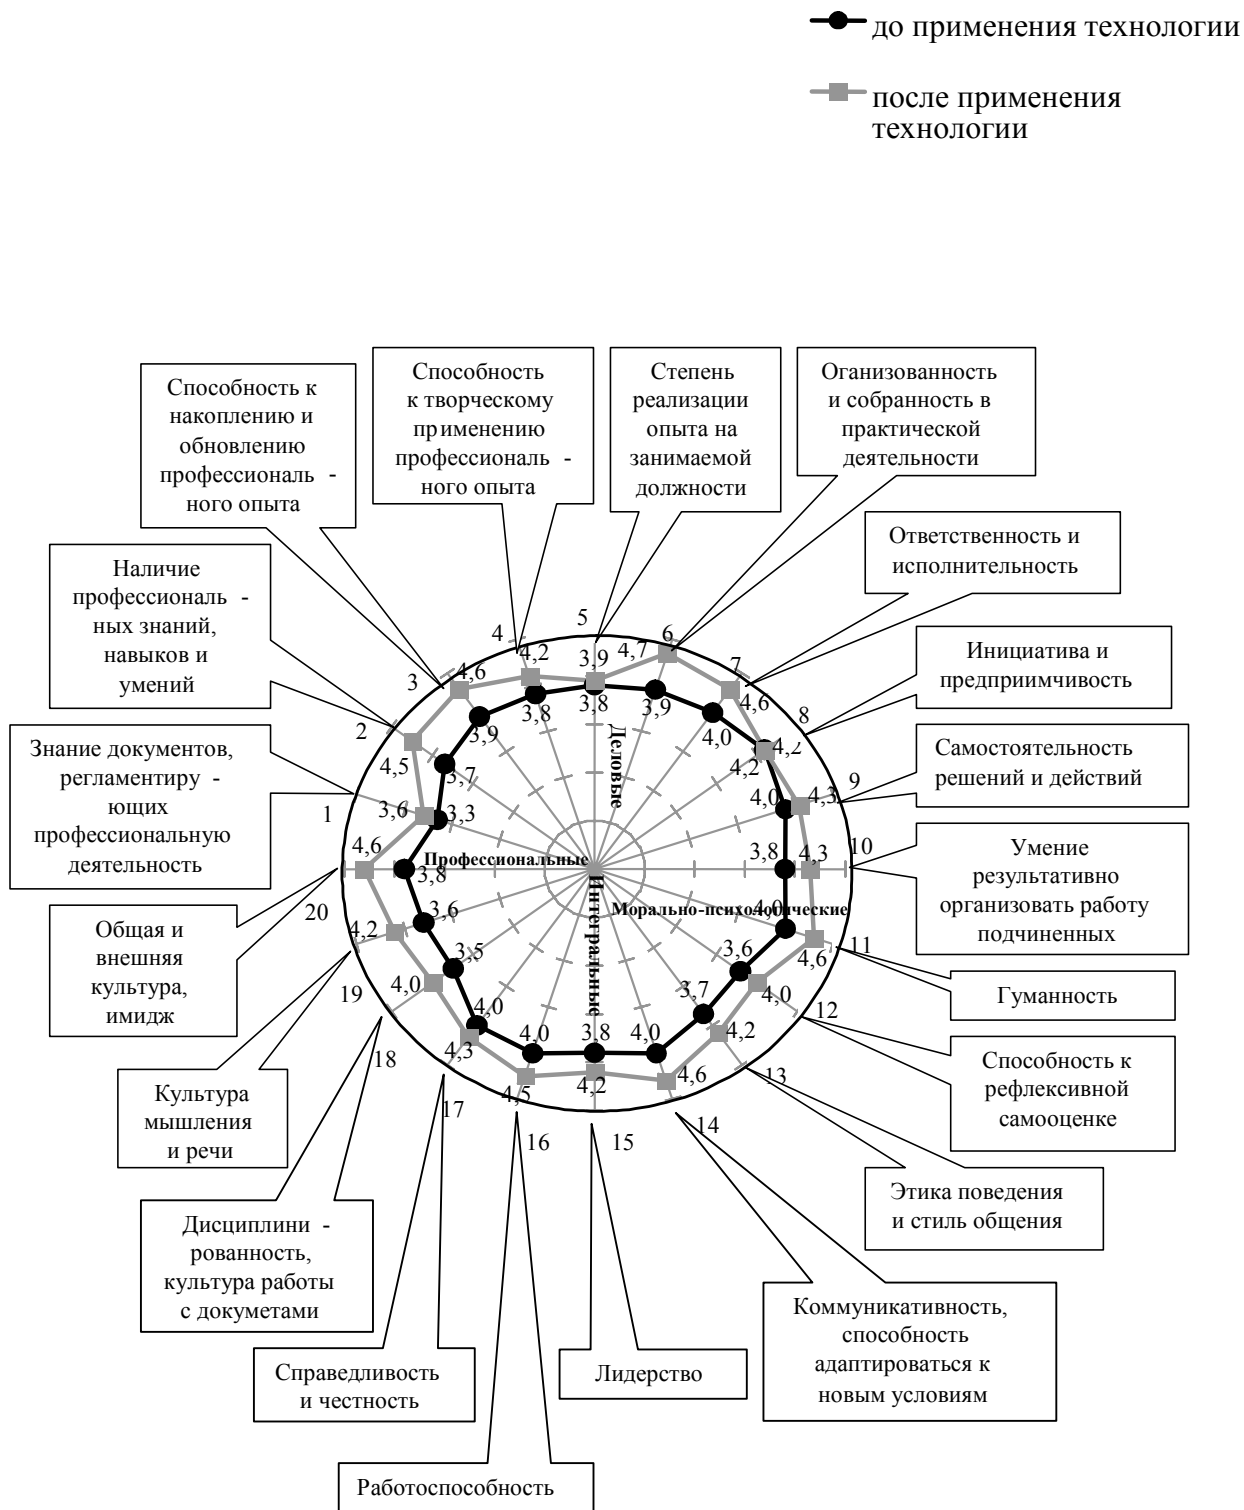 до применения технологии
после применения
технологии
Способность к
накоплению и
обновлению
профессиональ -
ного опыта
Способность
к творческому
применению
профессиональ -
ного опыта
Степень
реализации
опыта на
занимаемой
должности
Оганизованность
и собранность в
практической
деятельности
Ответственность и
исполнительность
Наличие
профессиональ -
ных знаний,
навыков и
умений
Инициатива и
предприимчивость
Знание документов,
регламентиру -
ющих
профессиональную
деятельность
Самостоятельность
решений и действий
Умение
результативно
организовать работу
подчиненных
Общая и
внешняя
культура,
имидж
Гуманность
Способность к
рефлексивной
самооценке
Культура
мышления
и речи
Этика поведения
и стиль общения
Дисциплини -
рованность,
культура работы
с докуметами
Коммуникативность,
способность
адаптироваться к
новым условиям
Справедливость
и честность
Лидерство
Работоспособность
1
2
3
4
5
6
7
8
9
10
11
12
13
14
15
16
17
18
19
20
3,6
4,5
4,6
4,2
3,9
4,7
4,6
4,2
4,3
4,3
4,6
4,0
4,2
4,6
4,2
4,5
4,3
4,0
4,2
4,6
3,3
3,7
3,9
3,8
3,8
3,9
4,0
4,2
4,0
3,8
4,0
3,6
3,7
4,0
3,8
4,0
4,0
3,5
3,6
3,8
Деловые
Профессиональные
Морально-психологические
Интегральные